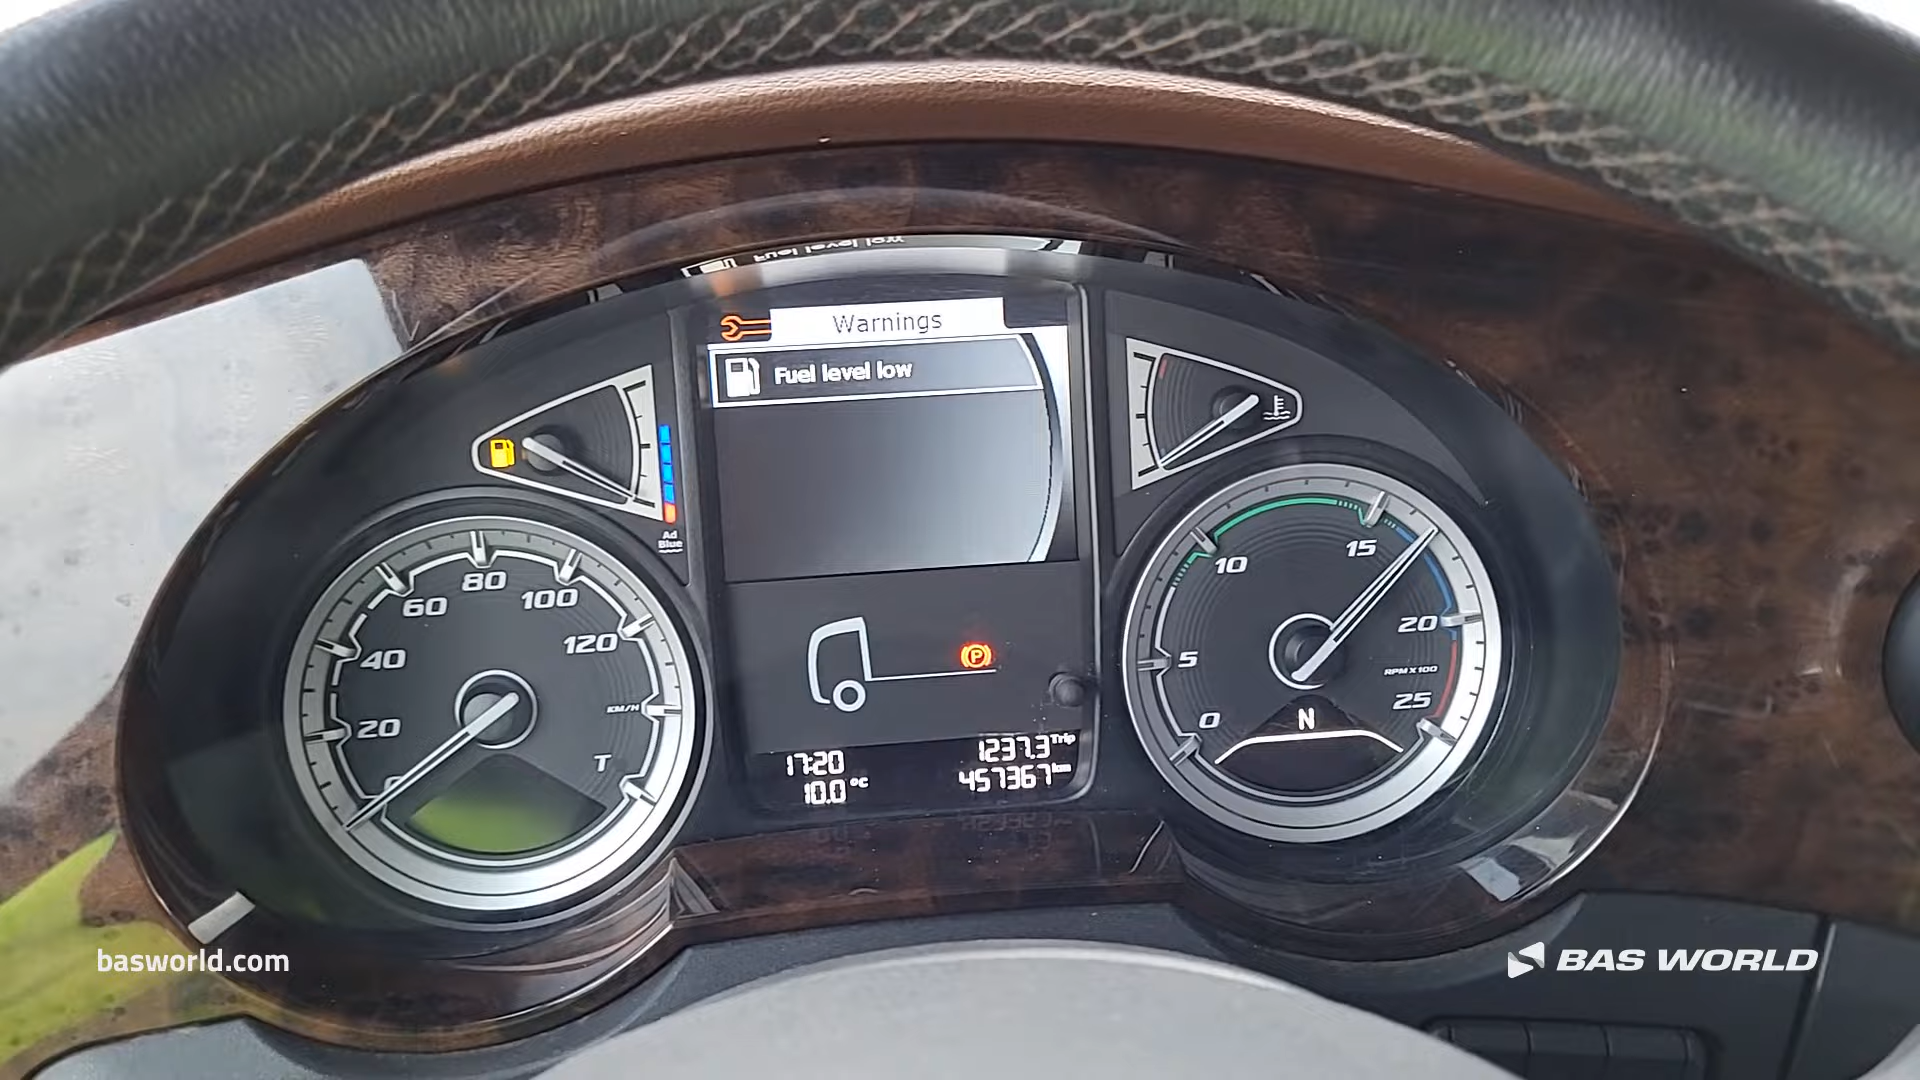 Warnings
Fuel level low
Ad
Blue
0
20
40
60
80
100
120
KM/H
T
P
17:20
10.0 °C
1237.3 Trip
457367 km
0
5
10
15
20
25
RPM X 100
N
basworld.com
BAS WORLD